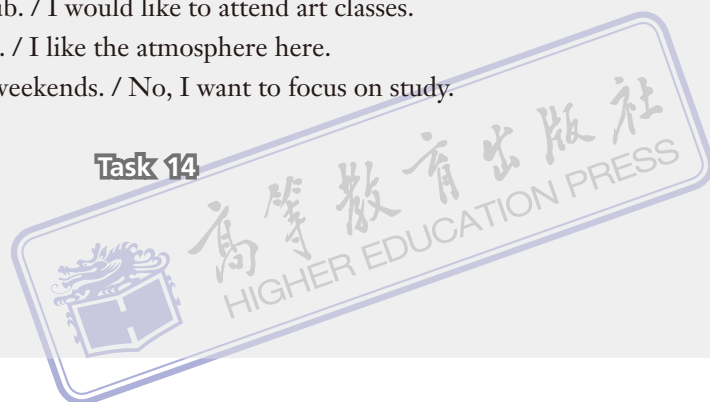 ub. / I would like to attend art classes.
. / I like the atmosphere here.
weekends. / No, I want to focus on study.
Task 14
高等教育出版社
HIGHER EDUCATION PRESS